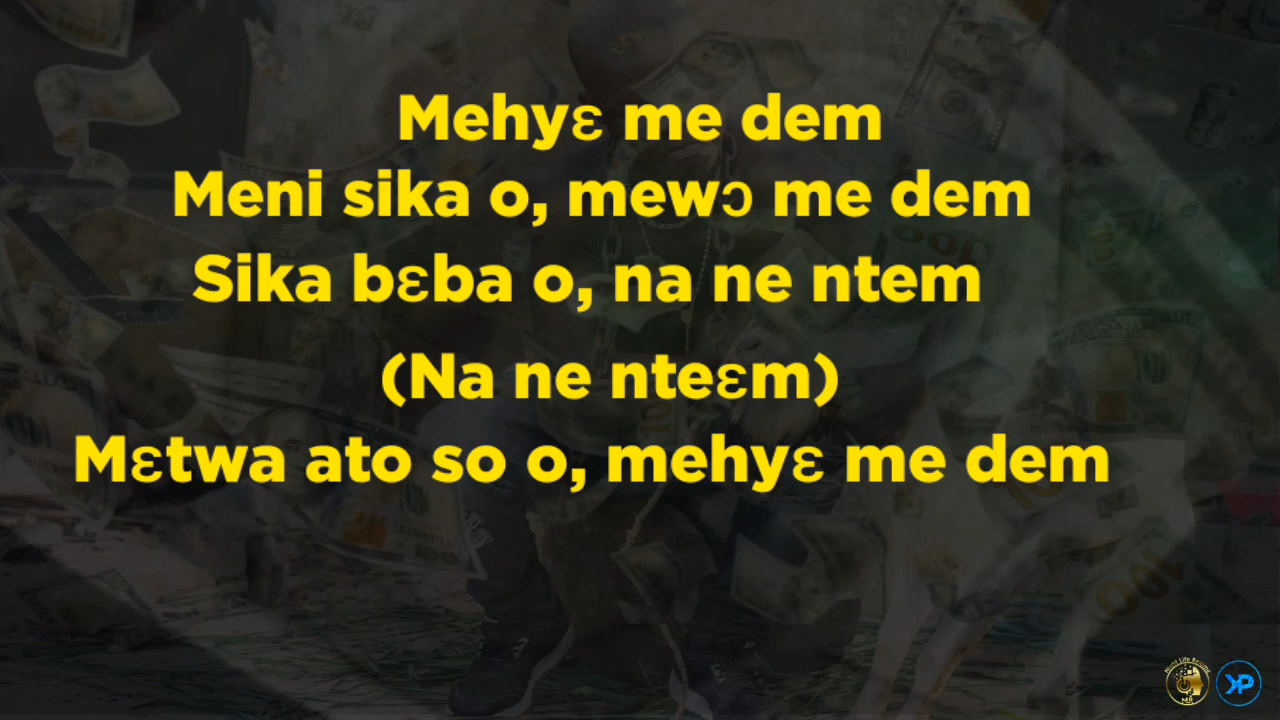 Mehyɛ me dem
Meni sika o, mewɔ me dem
Sika bɛba o, na ne ntem
(Na ne nteɛm)
Mɛtwa ato so o, mehyɛ me dem